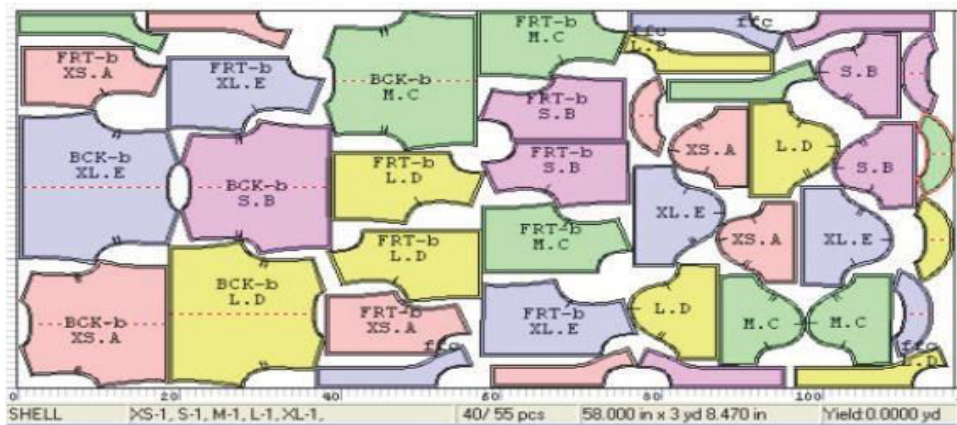 ffc
FRT-b
M.C
ffc
L.D
FRT-b
XS.A
FRT-b
XL.E
BCK-b
M.C
S.B
FRT-b
S.B
BCK-b
XL.E
BCK-b
S.B
FRT-b
L.D
FRT-b
S.B
XS.A
L.D
S.B
XL.E
FRT-b
M.C
XS.A
XL.E
FRT-b
L.D
BCK-b
L.D
BCK-b
XS.A
FRT-b
XS.A
ffc
FRT-b
XL.E
L.D
M.C
M.C
ffc
L.D
0 20 40 60 80 100
SHELL XS-1, S-1, M-1, L-1, XL-1, 40/ 55 pcs 58.000 in x 3 yd 8.470 in Yield:0.0000 yd